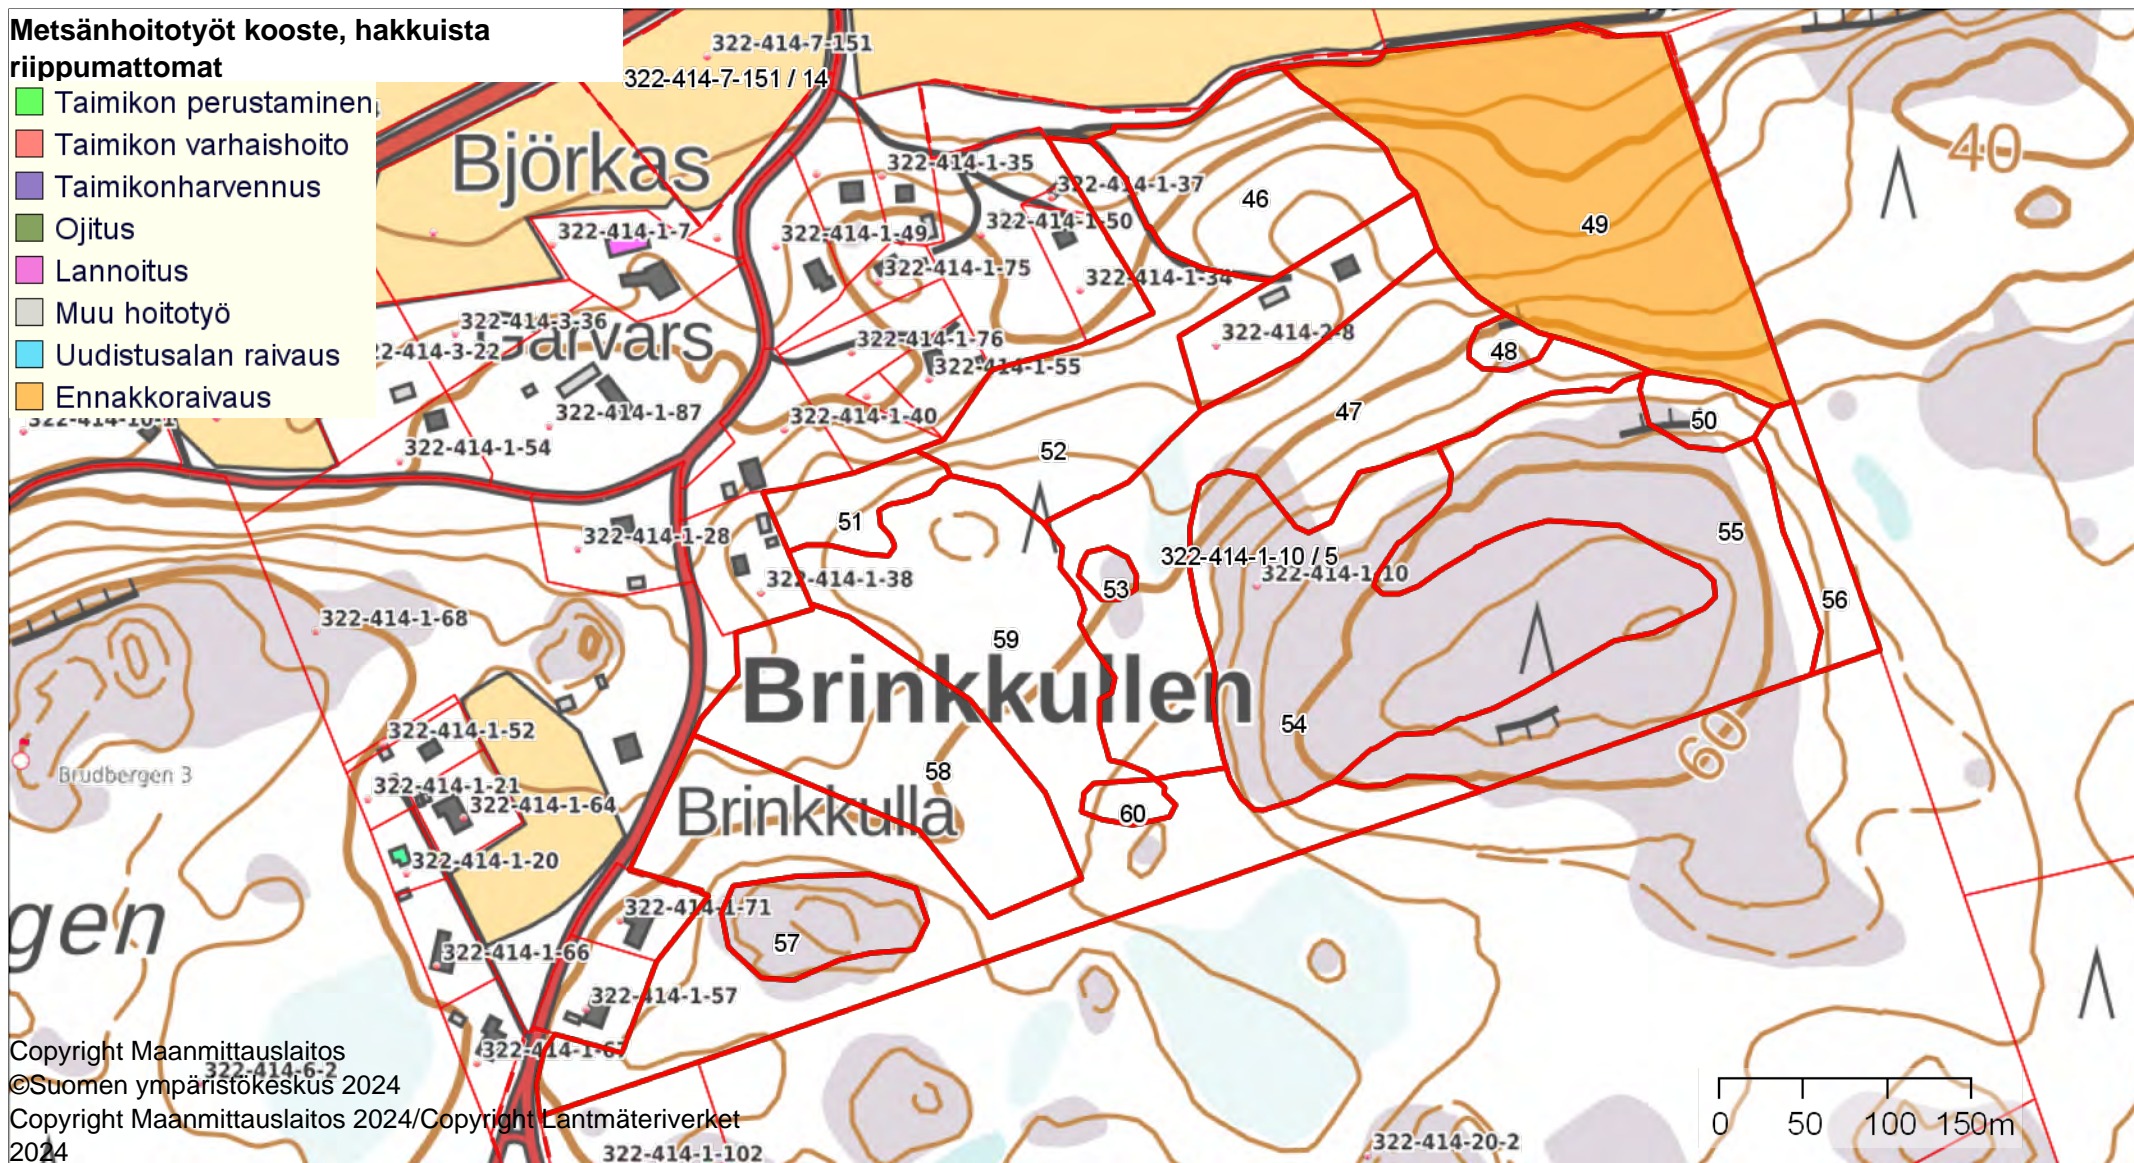 Metsänhoitotyöt kooste, hakkuista
riippumattomat
Taimikon perustaminen
Taimikon varhaishoito
Taimikonharvennus
Ojitus
Lannoitus
Muu hoitotyö
Uudistusalan raivaus
Ennakkoraivaus
322-414-7-151
322-414-7-151 / 14
Björkas
322-414-1-35
322-414-1-37
322-414-1-7
322-414-1-49
322-414-1-50
322-414-1-75
322-414-1-34
46
49
40
322-414-3-36
Garvars
322-414-1-76
322-414-2-8
48
322-414-1-55
322-414-1-87
322-414-1-40
47
50
322-414-10-1
322-414-1-54
52
51
322-414-1-28
55
322-414-1-10 / 5
322-414-1-10
322-414-1-38
53
56
322-414-1-68
59
Brinkkullen
54
60
322-414-1-52
Brudbergen 3
58
322-414-1-21
322-414-1-64
Brinkkulla
60
322-414-1-20
322-414-1-71
gen
57
322-414-1-66
322-414-1-57
Copyright Maanmittauslaitos
322-414-6-2
©Suomen ympäristökeskus 2024
Copyright Maanmittauslaitos 2024/Copyright Lantmäteriverket
2024
322-414-1-102
322-414-20-2
0 50 100 150m